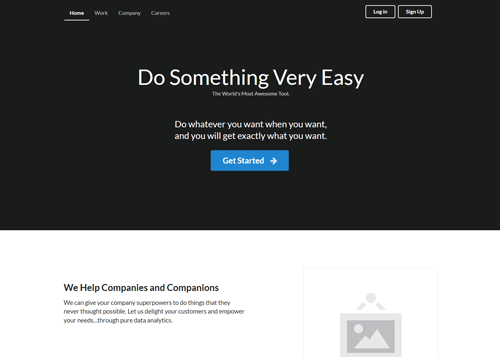 Home Work Company Careers Log in Sign Up
Do Something Very Easy
The World's Most Awesome Tool.
Do whatever you want when you want,
and you will get exactly what you want.
Get Started
We Help Companies and Companions
We can give your company superpowers to do things that they
never thought possible. Let us delight your customers and empower
your needs...through pure data analytics.